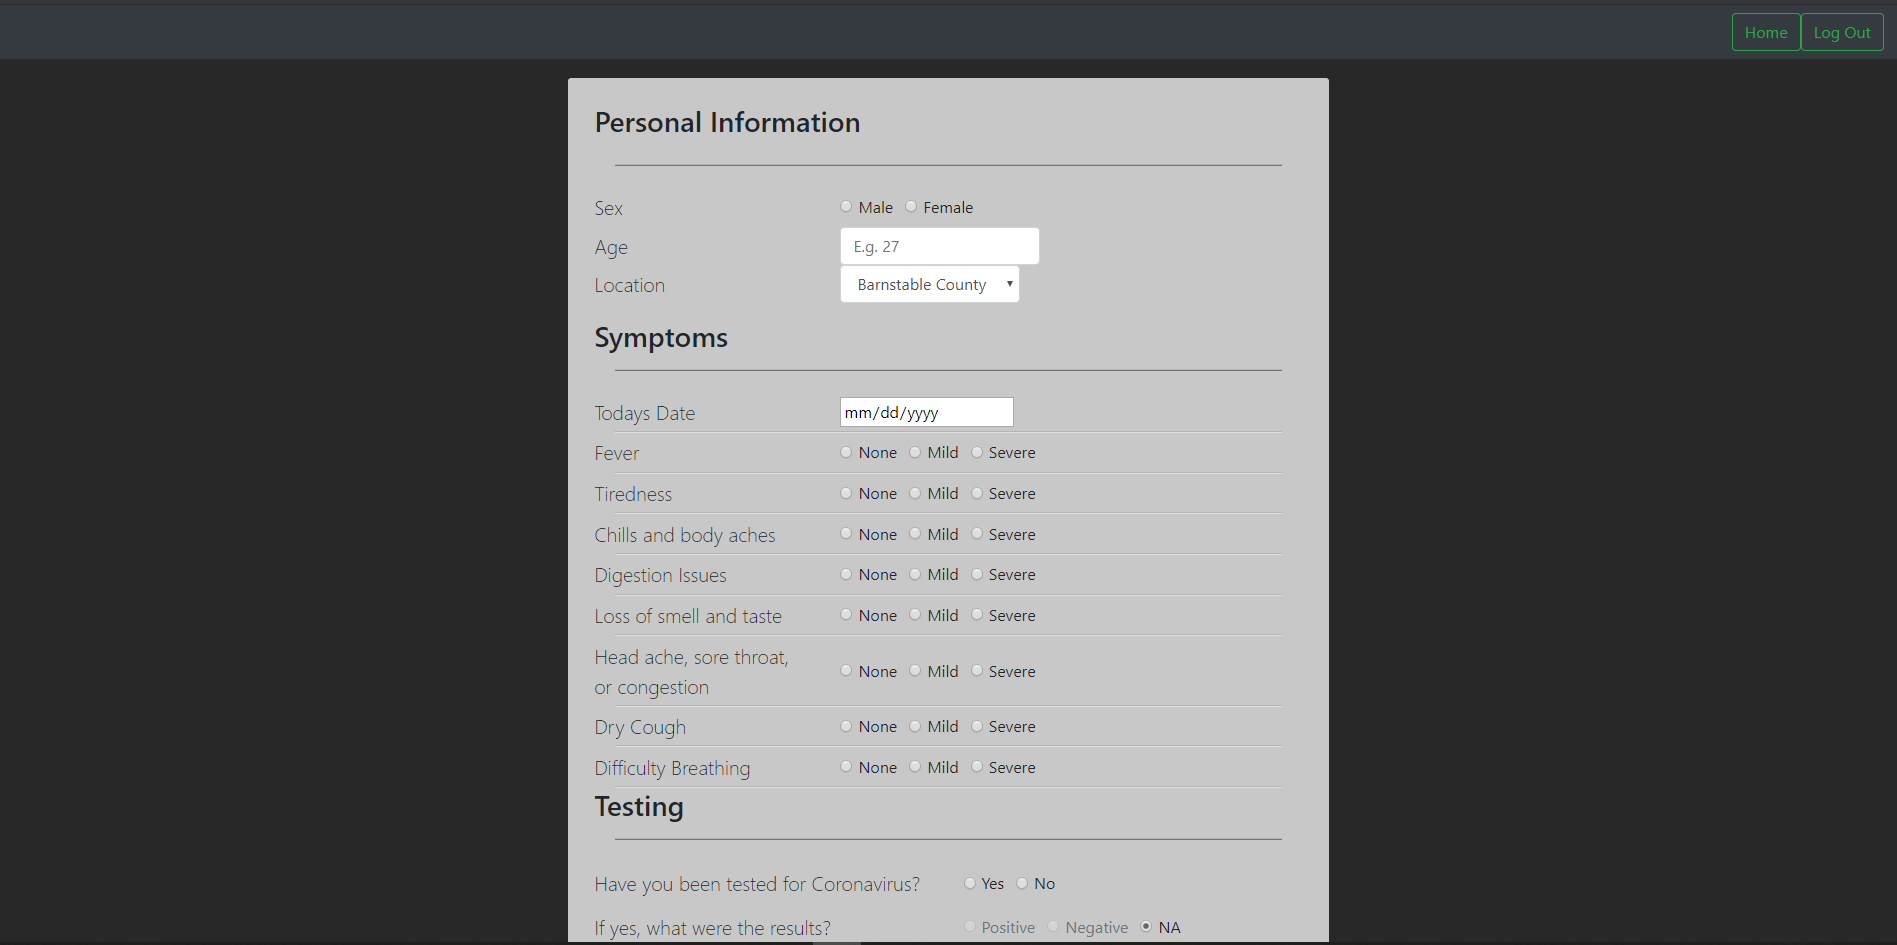 Home Log Out
Personal Information
Sex Male Female
Age E.g. 27
Location Barnstable County
Symptoms
Todays Date mm/dd/yyyy
Fever None Mild Severe
Tiredness None Mild Severe
Chills and body aches None Mild Severe
Digestion Issues None Mild Severe
Loss of smell and taste None Mild Severe
Head ache, sore throat,
or congestion None Mild Severe
Dry Cough None Mild Severe
Difficulty Breathing None Mild Severe
Testing
Have you been tested for Coronavirus? Yes No
If yes, what were the results? Positive Negative NA